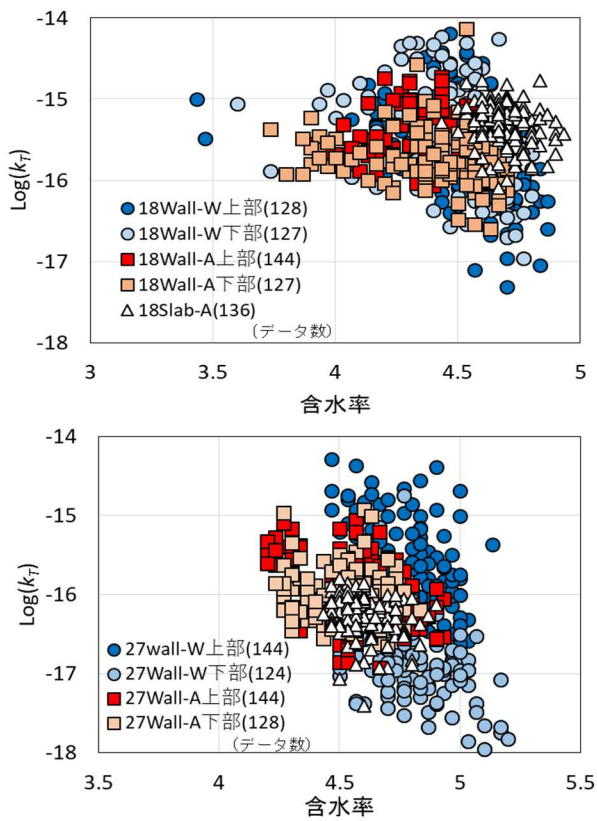 -14
-15
-16
-17
-18
Log(kT)
18Wall-W上部(128)
18Wall-W下部(127)
18Wall-A上部(144)
18Wall-A下部(127)
18Slab-A(136)
(データ数)
3
3.5
4
4.5
5
含水率
-14
-15
-16
-17
-18
Log(kT)
27wall-W上部(144)
27Wall-W下部(124)
27Wall-A上部(144)
27Wall-A下部(128)
(データ数)
3.5
4
4.5
5
5.5
含水率